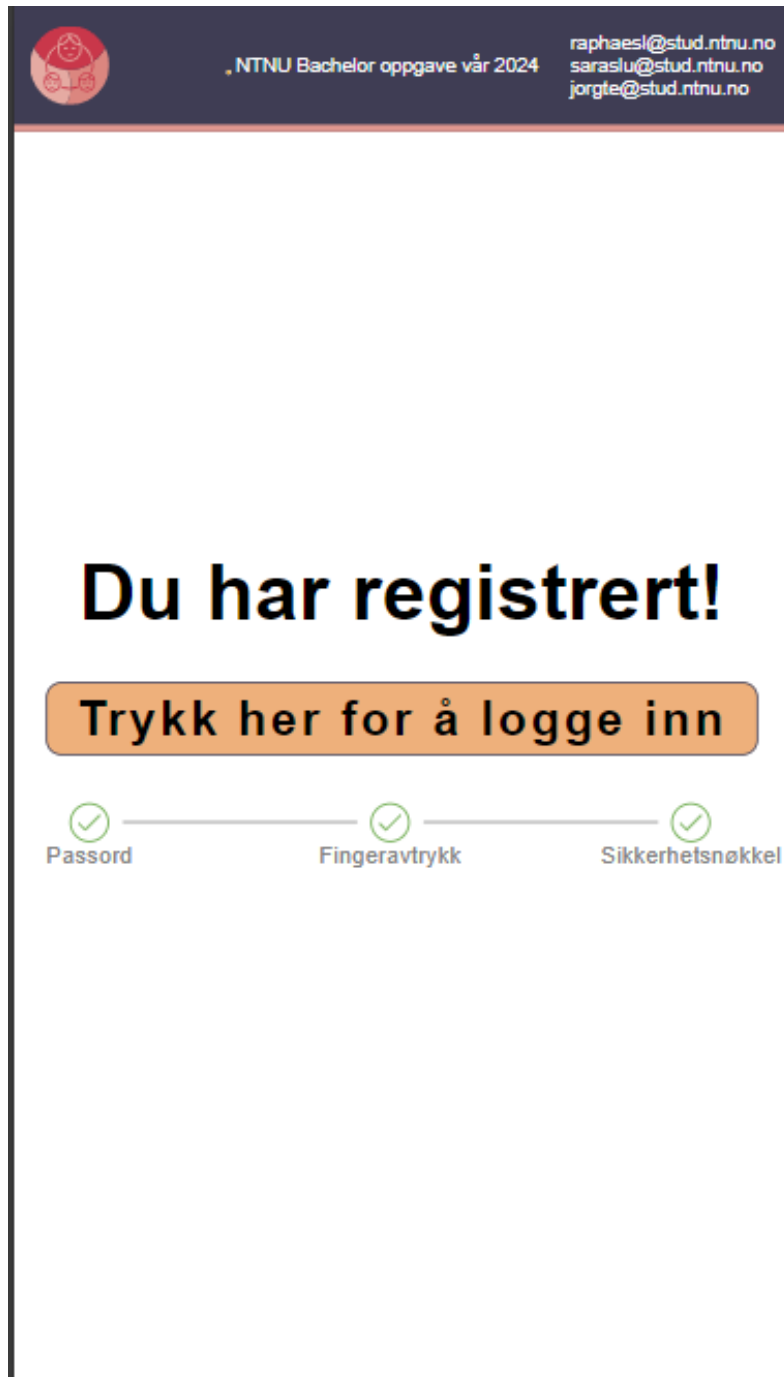 , NTNU Bachelor oppgave vår 2024
raphaesl@stud.ntnu.no
saraslu@stud.ntnu.no
jorgte@stud.ntnu.no
Du har registrert!
Trykk her for å logge inn
Passord Fingeravtrykk Sikkerhetsnøkkel